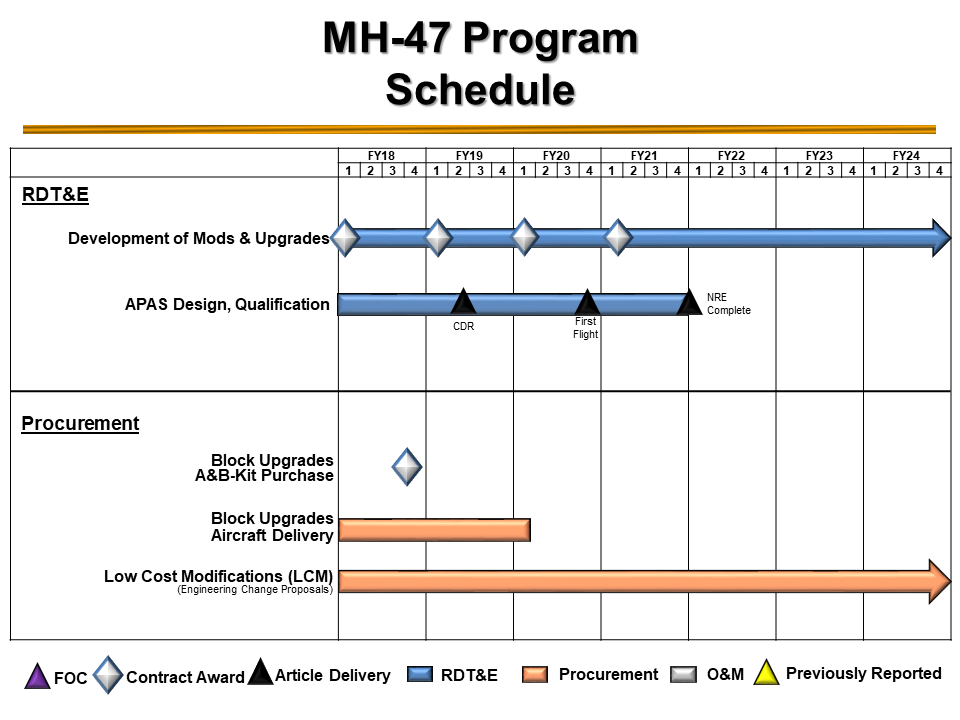 MH-47 Program
Schedule
FY18 FY19 FY20 FY21 FY22 FY23 FY24
1 2 3 4 1 2 3 4 1 2 3 4 1 2 3 4 1 2 3 4 1 2 3 4 1 2 3 4
RDT&E
Development of Mods & Upgrades
APAS Design, Qualification
CDR
First
Flight
NRE
Complete
Procurement
Block Upgrades
A&B-Kit Purchase
Block Upgrades
Aircraft Delivery
Low Cost Modifications (LCM)
(Engineering Change Proposals)
FOC Contract Award Article Delivery RDT&E Procurement O&M Previously Reported